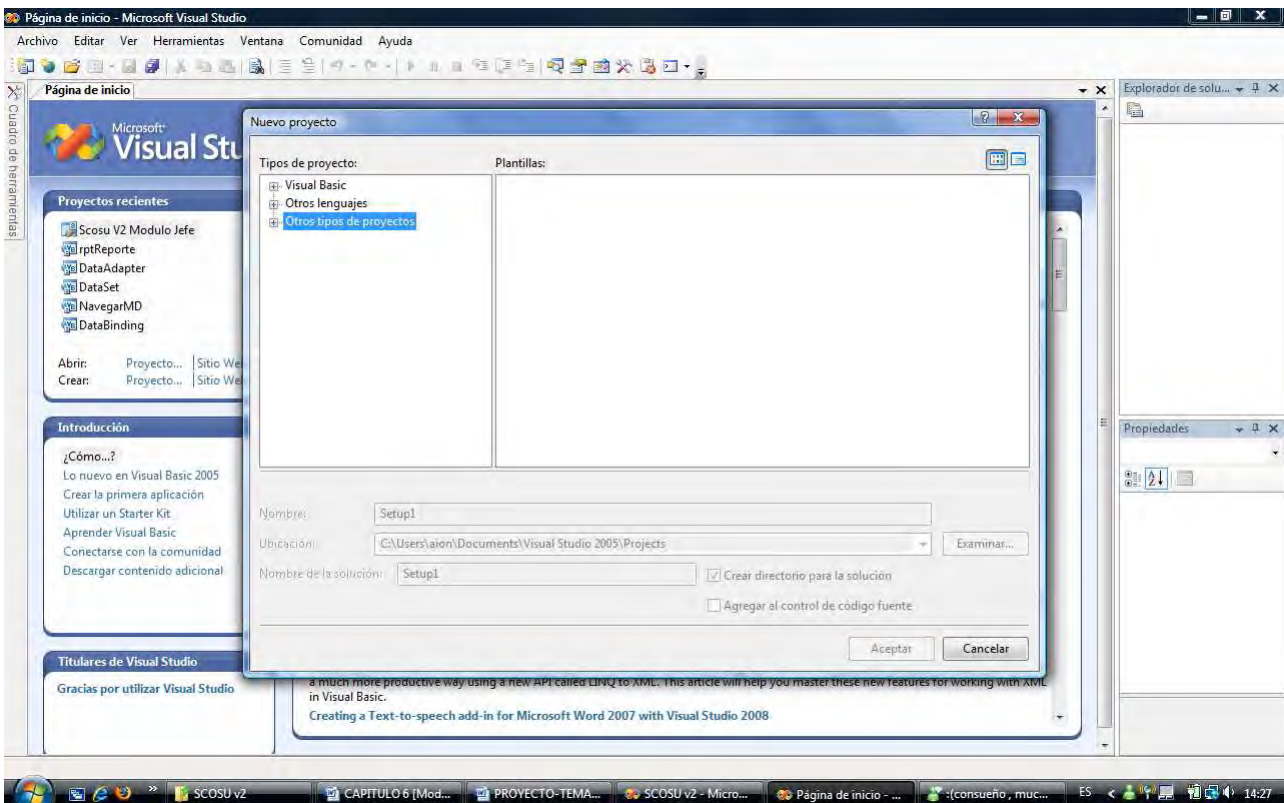 Página de inicio - Microsoft Visual Studio
Archivo Editar Ver Herramientas Ventana Comunidad Ayuda
Cuadro de herramientas
Página de inicio
Explorador de solu...
Microsoft
Visual Stu
Nuevo proyecto
Tipos de proyecto:
Plantillas:
Visual Basic
Otros lenguajes
Otros tipos de proyectos
Proyectos recientes
Scosu V2 Modulo Jefe
rptReporte
DataAdapter
DataSet
NavegarMD
DataBinding
Abrir: Proyecto... | Sitio We
Crear: Proyecto... | Sitio We
Introducción
¿Cómo...?
Lo nuevo en Visual Basic 2005
Crear la primera aplicación
Utilizar un Starter Kit
Aprender Visual Basic
Conectarse con la comunidad
Descargar contenido adicional
Propiedades
Nombre: Setup1
Ubicación: C:\Users\aion\Documents\Visual Studio 2005\Projects Examinar...
Nombre de la solución: Setup1
Crear directorio para la solución
Agregar al control de código fuente
Aceptar Cancelar
Titulares de Visual Studio
Gracias por utilizar Visual Studio
a much more productive way using a new API called LINQ to XML. This article will help you master these new features for working with XML
in Visual Basic.
Creating a Text-to-speech add-in for Microsoft Word 2007 with Visual Studio 2008
SCOSU v2
CAPITULO 6 [Mod...
PROYECTO-TEMA...
SCOSU v2 - Micro...
Página de inicio - ...
:(consueño , muc...
ES
14:27